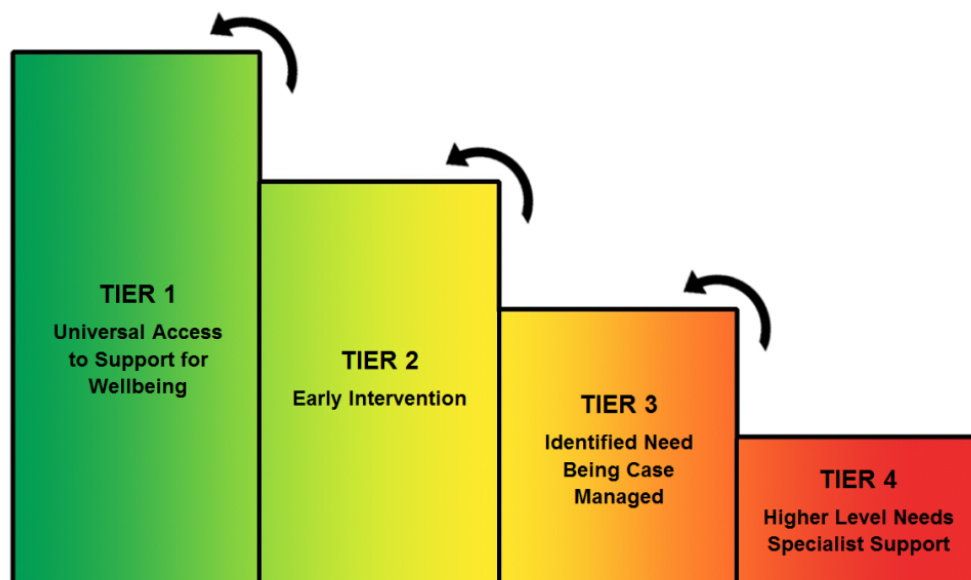 TIER 1
Universal Access
to Support for
Wellbeing
TIER 2
Early Intervention
TIER 3
Identified Need
Being Case
Managed
TIER 4
Higher Level Needs
Specialist Support